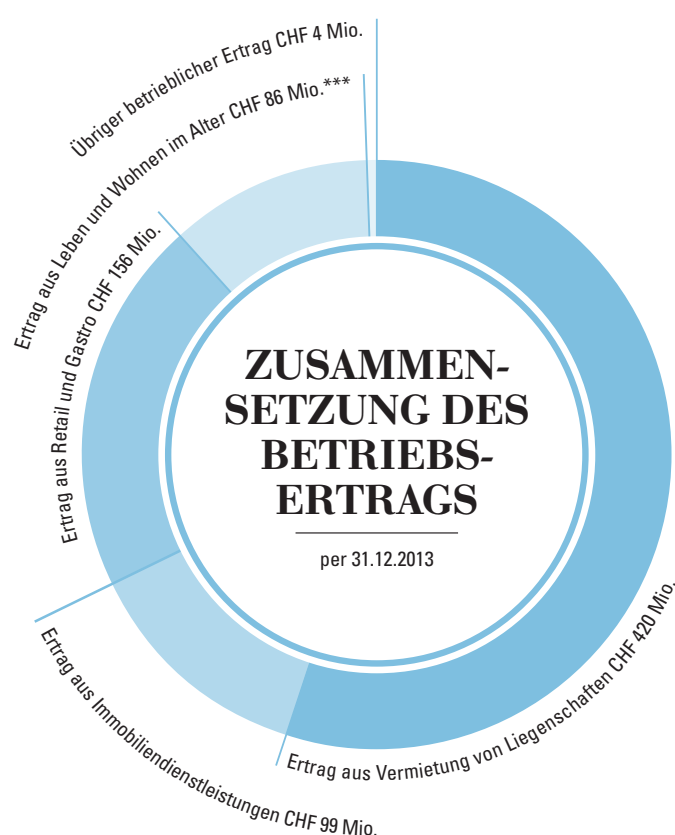 Übriger betrieblicher Ertrag CHF 4 Mio.
Ertrag aus Leben und Wohnen im Alter CHF 86 Mio.***
Ertrag aus Retail und Gastro CHF 156 Mio.
ZUSAMMEN-
SETZUNG DES
BETRIEBS-
ERTRAGS
per 31.12.2013
Ertrag aus Vermietung von Liegenschaften CHF 420 Mio.
Ertrag aus Immobiliendienstleistungen CHF 99 Mio.